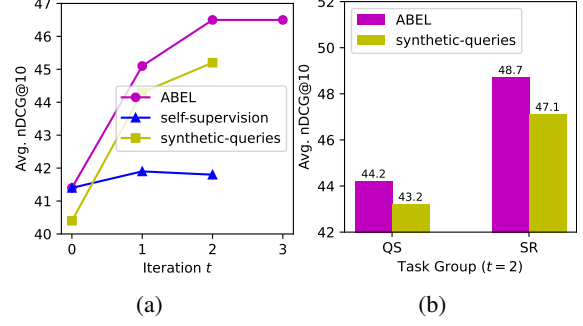 47
46
45
44
43
42
41
40
0
1
2
3
Avg. nDCG@10
Iteration t
ABEL
self-supervision
synthetic-queries
(a)
52
50
48
46
44
42
Avg. nDCG@10
ABEL
synthetic-queries
44.2
43.2
48.7
47.1
QS
SR
Task Group (t = 2)
(b)